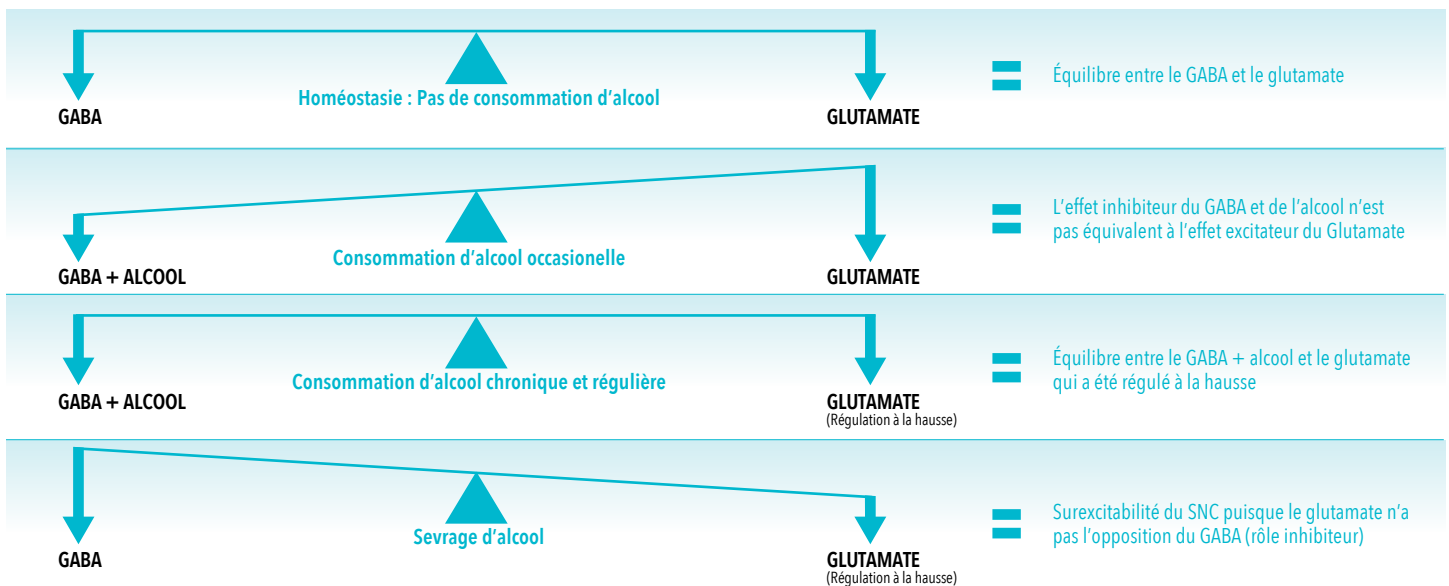 GABA
Homéostasie : Pas de consommation d'alcool
GLUTAMATE
Équilibre entre le GABA et le glutamate
GABA + ALCOOL
Consommation d'alcool occasionelle
GLUTAMATE
L'effet inhibiteur du GABA et de l'alcool n'est
pas équivalent à l'effet excitateur du Glutamate
GABA + ALCOOL
Consommation d'alcool chronique et régulière
GLUTAMATE
(Régulation à la hausse)
Équilibre entre le GABA + alcool et le glutamate
qui a été régulé à la hausse
GABA
Sevrage d'alcool
GLUTAMATE
(Régulation à la hausse)
Surexcitabilité du SNC puisque le glutamate n'a
pas l'opposition du GABA (rôle inhibiteur)